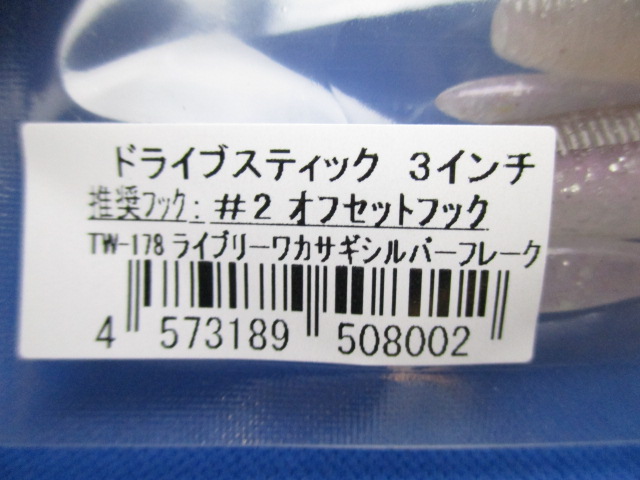 ドライブスティック 3インチ
推奨フック: #2 オフセットフック
TW-178 ライブリーワカサギシルバーフレーク
4 573189 508002